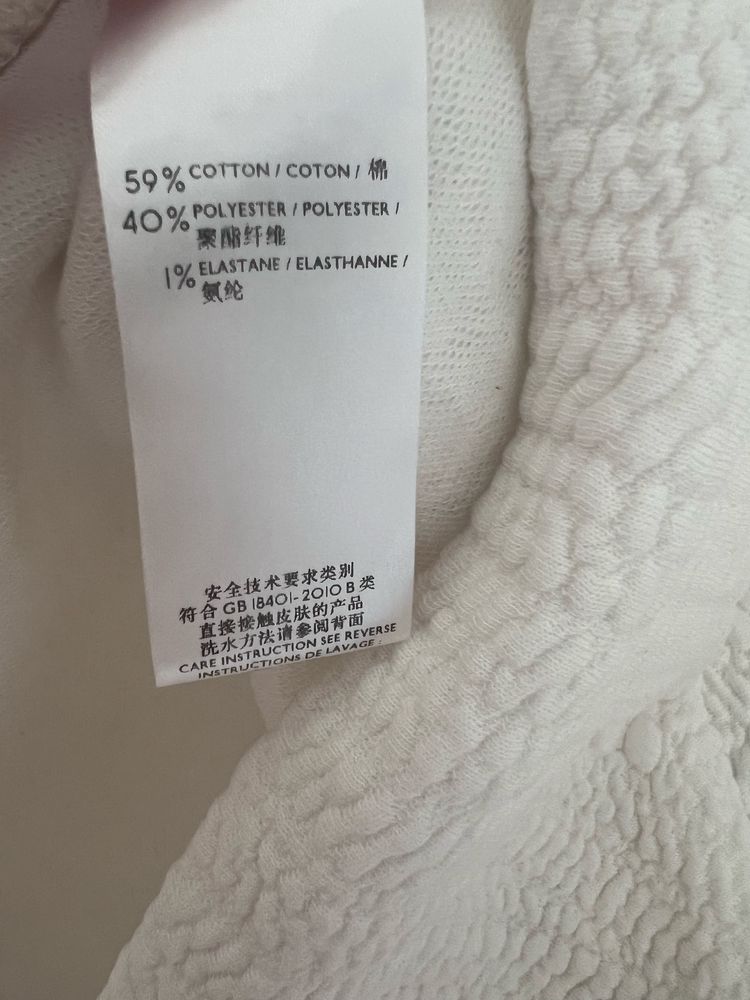 59% COTTON / COTON / 棉
40% POLYESTER / POLYESTER /
聚酯纤维
1% ELASTANE / ELASTHANNE /
氨纶
安全技术要求类别
符合 GB 18401-2010 B 类
直接接触皮肤的产品
洗水方法请参阅背面
CARE INSTRUCTION SEE REVERSE
INSTRUCTIONS DE LAVAGE :